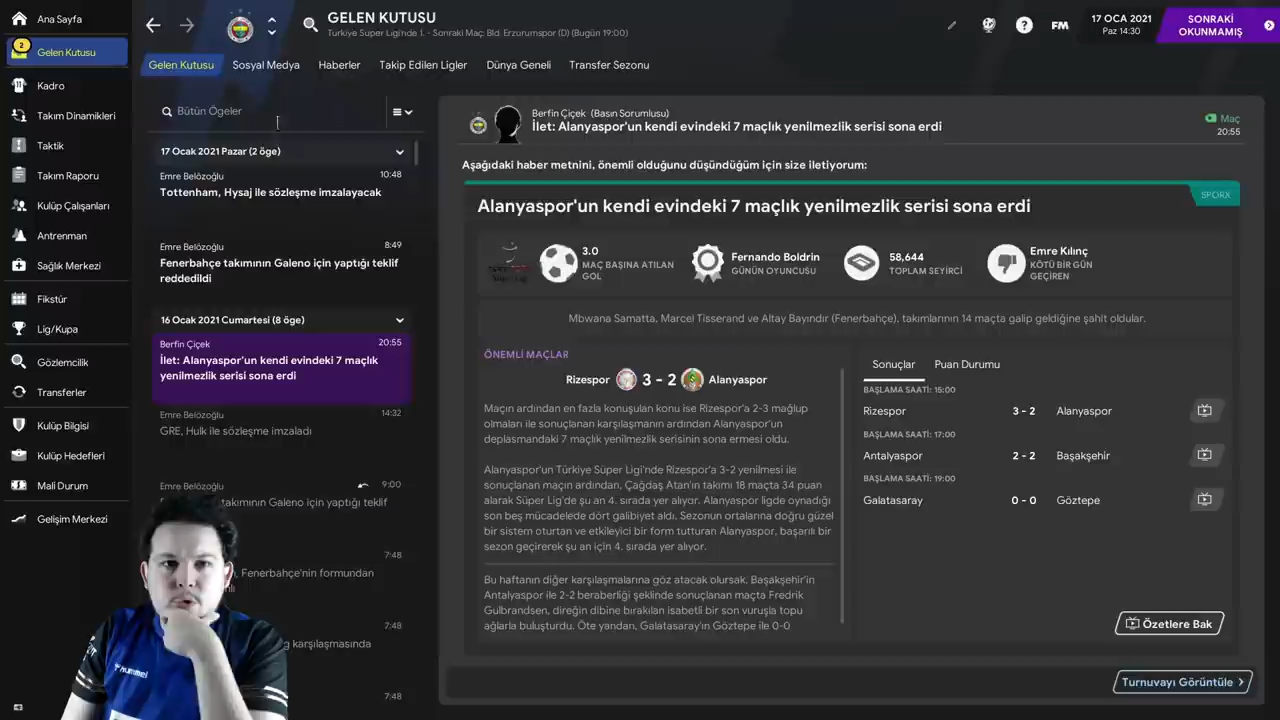 Ana Sayfa
2
Gelen Kutusu
Kadro
Takım Dinamikleri
Taktik
Takım Raporu
Kulüp Çalışanları
Antrenman
Sağlık Merkezi
Fikstür
Lig/Kupa
Gözlemcilik
Transferler
Kulüp Bilgisi
Kulüp Hedefleri
Mali Durum
Gelişim Merkezi
GELEN KUTUSU
Türkiye Süper Ligi'nde 1. - Sonraki Maç: Bld. Erzurumspor (D) (Bugün 19:00)
FM
17 OCA 2021
Paz 14:30
SONRAKİ
OKUNMAMIŞ
Gelen Kutusu
Sosyal Medya
Haberler
Takip Edilen Ligler
Dünya Geneli
Transfer Sezonu
Bütün Ögeler
17 Ocak 2021 Pazar (2 öge)
Emre Belözoğlu 10:48
Tottenham, Hysaj ile sözleşme imzalayacak
Emre Belözoğlu 8:49
Fenerbahçe takımının Galeno için yaptığı teklif
reddedildi
16 Ocak 2021 Cumartesi (8 öge)
Berfin Çiçek 20:55
İlet: Alanyaspor'un kendi evindeki 7 maçlık
yenilmezlik serisi sona erdi
Emre Belözoğlu 14:32
GRE, Hulk ile sözleşme imzaladı
Emre Belözoğlu 9:00
takımının Galeno için yaptığı teklif
7:48
, Fenerbahçe'nin formundan
7:48
karşılaşmasında
7:48
Berfin Çiçek (Basın Sorumlusu)
İlet: Alanyaspor'un kendi evindeki 7 maçlık yenilmezlik serisi sona erdi
Maç
20:55
Aşağıdaki haber metnini, önemli olduğunu düşündüğüm için size iletiyorum:
SPORX
Alanyaspor'un kendi evindeki 7 maçlık yenilmezlik serisi sona erdi
3.0
MAÇ BAŞINA ATILAN
GOL
Fernando Boldrin
GÜNÜN OYUNCUSU
58,644
TOPLAM SEYİRCİ
Emre Kılınç
KÖTÜ BİR GÜN
GEÇİREN
Mbwana Samatta, Marcel Tisserand ve Altay Bayındır (Fenerbahçe), takımlarının 14 maçta galip geldiğine şahit oldular.
ÖNEMLİ MAÇLAR
Rizespor 3 - 2 Alanyaspor
Maçın ardından en fazla konuşulan konu ise Rizespor'a 2-3 mağlup
olmaları ile sonuçlanan karşılaşmanın ardından Alanyaspor'un
deplasmandaki 7 maçlık yenilmezlik serisinin sona ermesi oldu.
Alanyaspor'un Türkiye Süper Ligi'nde Rizespor'a 3-2 yenilmesi ile
sonuçlanan maçın ardından, Çağdaş Atan'ın takımı 18 maçta 34 puan
alarak Süper Lig'de şu an 4. sırada yer alıyor. Alanyaspor ligde oynadığı
son beş mücadelede dört galibiyet aldı. Sezonun ortalarına doğru güzel
bir sistem oturtan ve etkileyici bir form tutturan Alanyaspor, başarılı bir
sezon geçirerek şu an için 4. sırada yer alıyor.
Bu haftanın diğer karşılaşmalarına göz atacak olursak, Başakşehir'in
Antalyaspor ile 2-2 beraberliği şeklinde sonuçlanan maçta Fredrik
Gulbrandsen, direğin dibine bırakılan isabetli bir son vuruşla topu
ağlarla buluşturdu. Öte yandan, Galatasaray'ın Göztepe ile 0-0
Sonuçlar
Puan Durumu
BAŞLAMA SAATİ: 15:00
Rizespor 3 - 2 Alanyaspor
BAŞLAMA SAATİ: 17:00
Antalyaspor 2 - 2 Başakşehir
BAŞLAMA SAATİ: 19:00
Galatasaray 0 - 0 Göztepe
Özetlere Bak
Turnuvayı Görüntüle
hummel